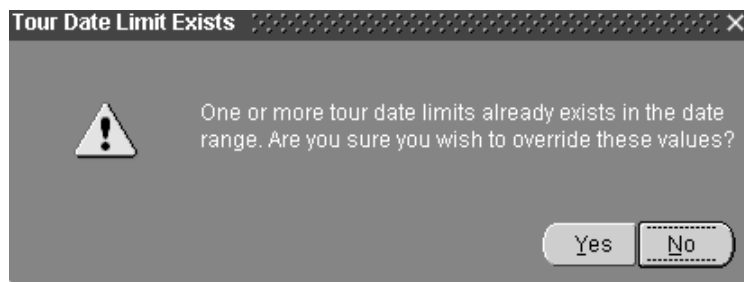 Tour Date Limit Exists
One or more tour date limits already exists in the date
range. Are you sure you wish to override these values?
Yes No